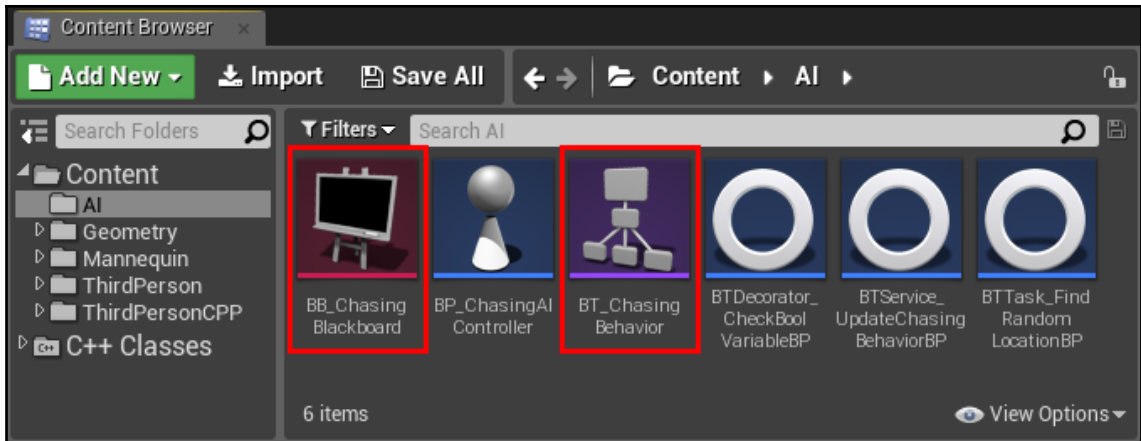 Content Browser
Add New
Import
Save All
Content
AI
Search Folders
Filters
Search AI
Content
AI
Geometry
Mannequin
ThirdPerson
ThirdPersonCPP
C++
C++ Classes
BB_Chasing
Blackboard
BP_ChasingAI
Controller
BT_Chasing
Behavior
BTDecorator_
CheckBool
VariableBP
BTService_
UpdateChasing
BehaviorBP
BTTask_Find
Random
LocationBP
6 items
View Options